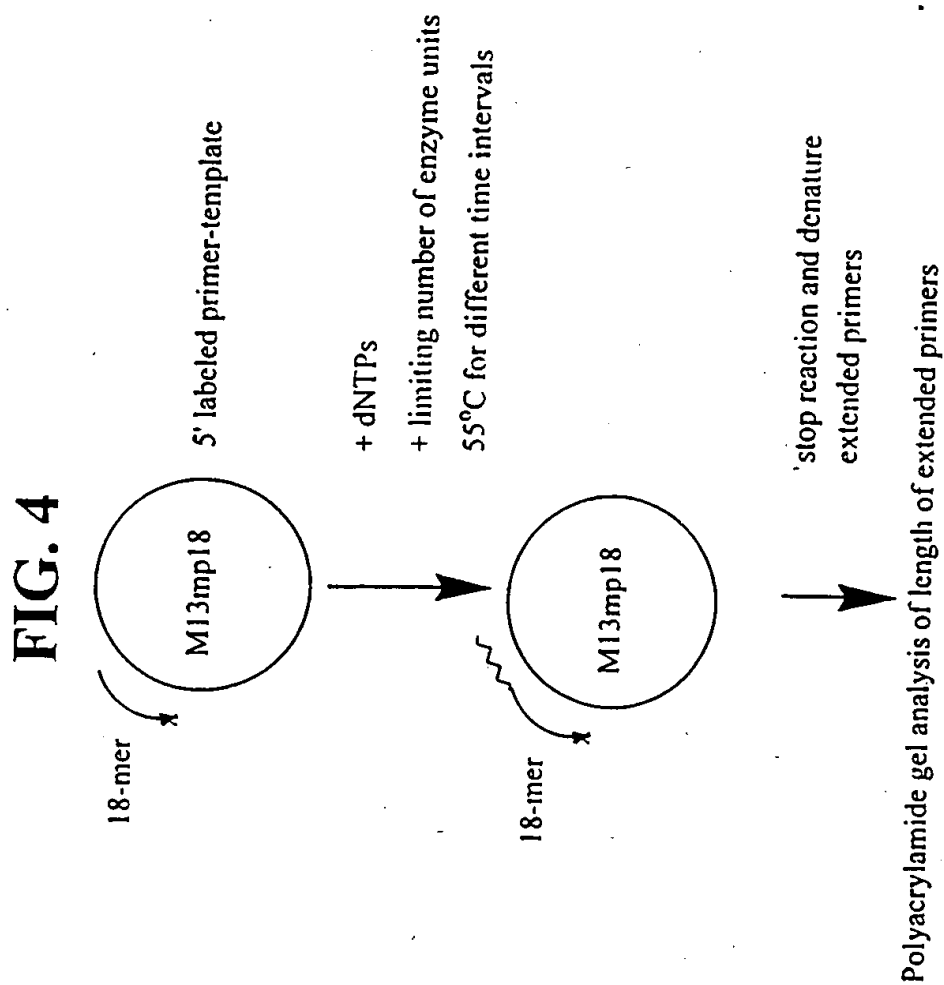 FIG. 4
18-mer
M13mp18
5' labeled primer-template
+ dNTPs
+ limiting number of enzyme units
55°C for different time intervals
18-mer
M13mp18
stop reaction and denature
extended primers
Polyacrylamide gel analysis of length of extended primers